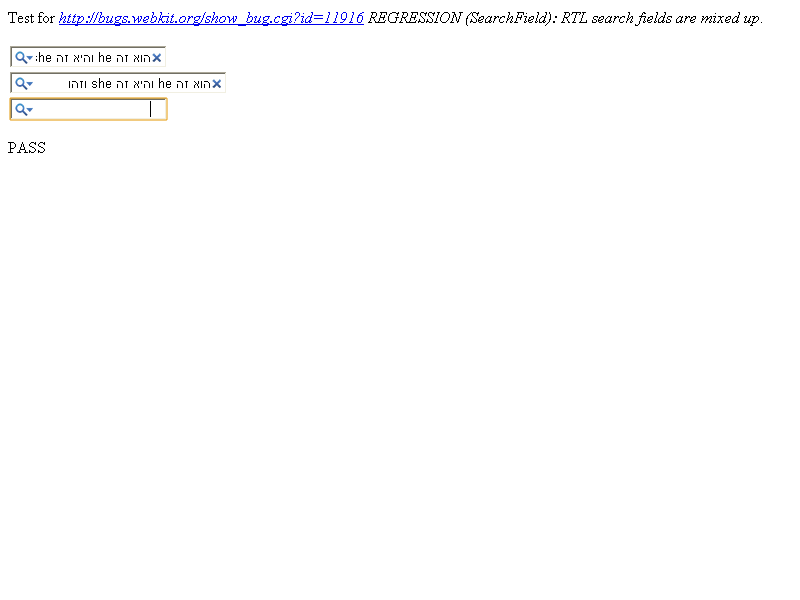 Test for http://bugs.webkit.org/show_bug.cgi?id=11916 REGRESSION (SearchField): RTL search fields are mixed up.
הוא זה he והיא זה he
הוא זה he והיא זה she וזהו
PASS